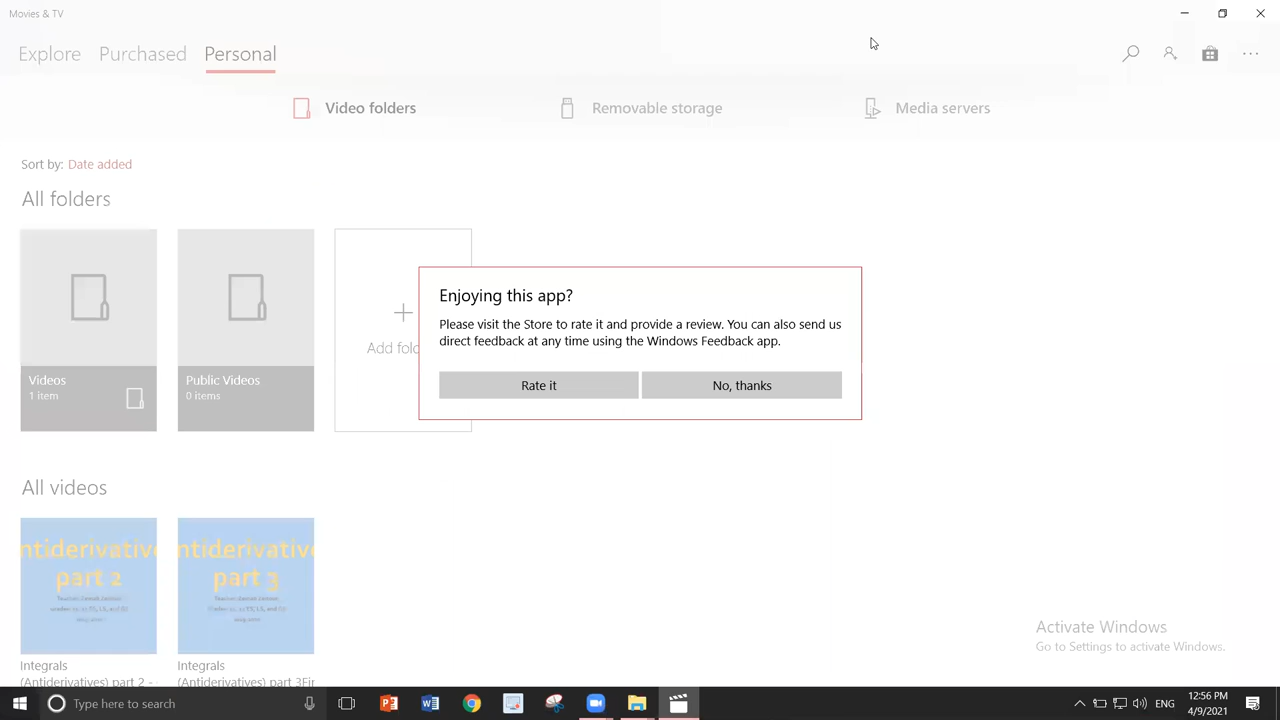 Movies & TV
Explore Purchased Personal
Video folders Removable storage Media servers
Sort by: Date added
All folders
Enjoying this app?
Please visit the Store to rate it and provide a review. You can also send us
direct feedback at any time using the Windows Feedback app.
Rate it No, thanks
Add fol
Videos
1 item
Public Videos
0 items
All videos
ntiderivative
part 2
ntiderivativ
part 3
Integrals
(Antiderivatives) part 2 -
Integrals
(Antiderivatives) part 3Fir
Activate Windows
Go to Settings to activate Windows.
Type here to search
ENG
12:56 PM
4/9/2021